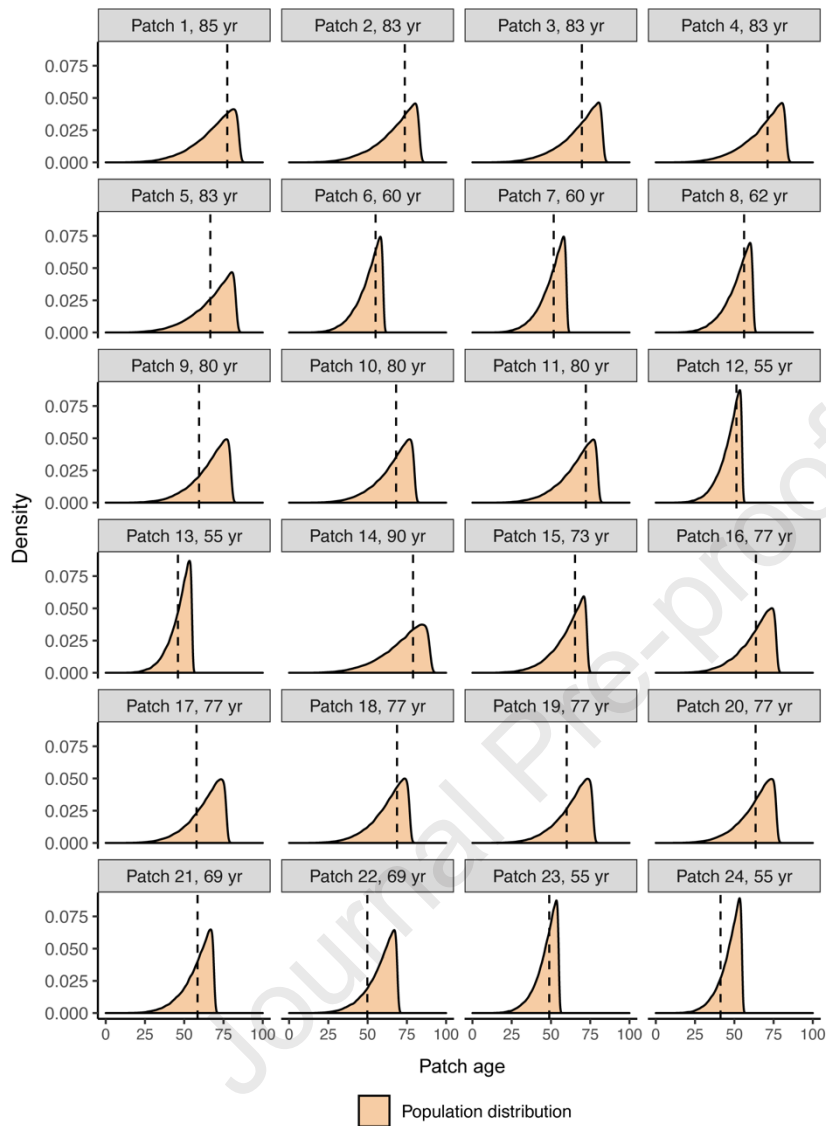 Patch 1, 85 yr Patch 2, 83 yr Patch 3, 83 yr Patch 4, 83 yr
0.075
0.050
0.025
0.000
Patch 5, 83 yr Patch 6, 60 yr Patch 7, 60 yr Patch 8, 62 yr
0.075
0.050
0.025
0.000
Patch 9, 80 yr Patch 10, 80 yr Patch 11, 80 yr Patch 12, 55 yr
0.075
0.050
0.025
0.000
Density
Patch 13, 55 yr Patch 14, 90 yr Patch 15, 73 yr Patch 16, 77 yr
0.075
0.050
0.025
0.000
Patch 17, 77 yr Patch 18, 77 yr Patch 19, 77 yr Patch 20, 77 yr
0.075
0.050
0.025
0.000
Patch 21, 69 yr Patch 22, 69 yr Patch 23, 55 yr Patch 24, 55 yr
0.075
0.050
0.025
0.000
0 25 50 75 100 0 25 50 75 100 0 25 50 75 100 0 25 50 75 100
Patch age
Population distribution
Journal Pre-proof